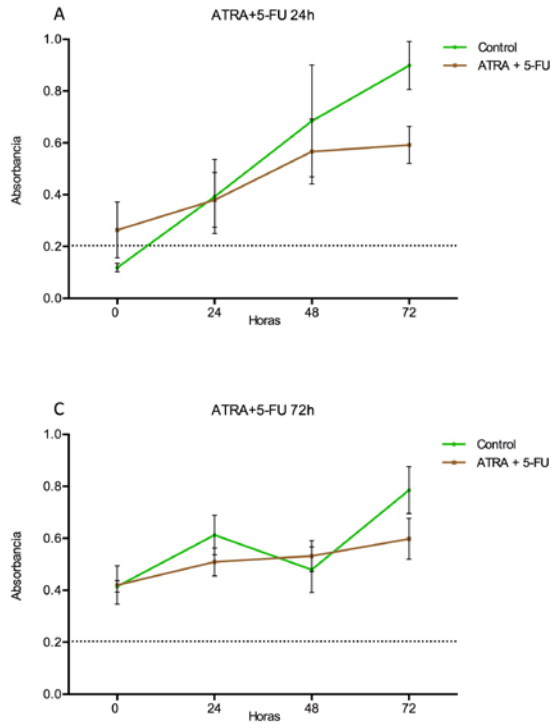 A
ATRA+5-FU 24h
1.0
0.8
0.6
0.4
0.2
0.0
Absorbancia
0
24
48
72
Horas
Control
ATRA + 5-FU
C
ATRA+5-FU 72h
1.0
0.8
0.6
0.4
0.2
0.0
Absorbancia
0
24
48
72
Horas
Control
ATRA + 5-FU